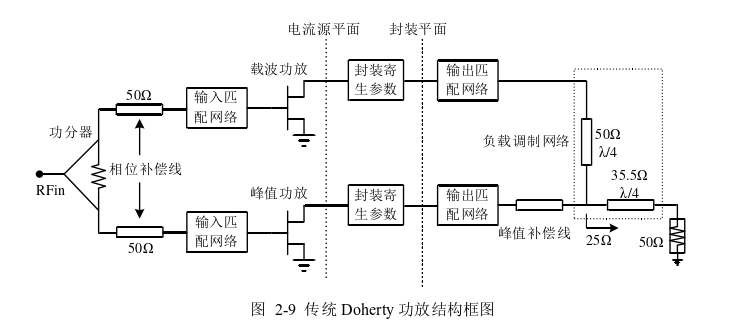 电流源平面
封装平面
载波功放
50Ω
输入匹
配网络
封装寄
生参数
输出匹
配网络
功分器
相位补偿线
RFin
负载调制网络
50Ω
λ/4
35.5Ω
λ/4
峰值功放
50Ω
输入匹
配网络
封装寄
生参数
输出匹
配网络
峰值补偿线
25Ω
50Ω
图 2-9 传统 Doherty 功放结构框图